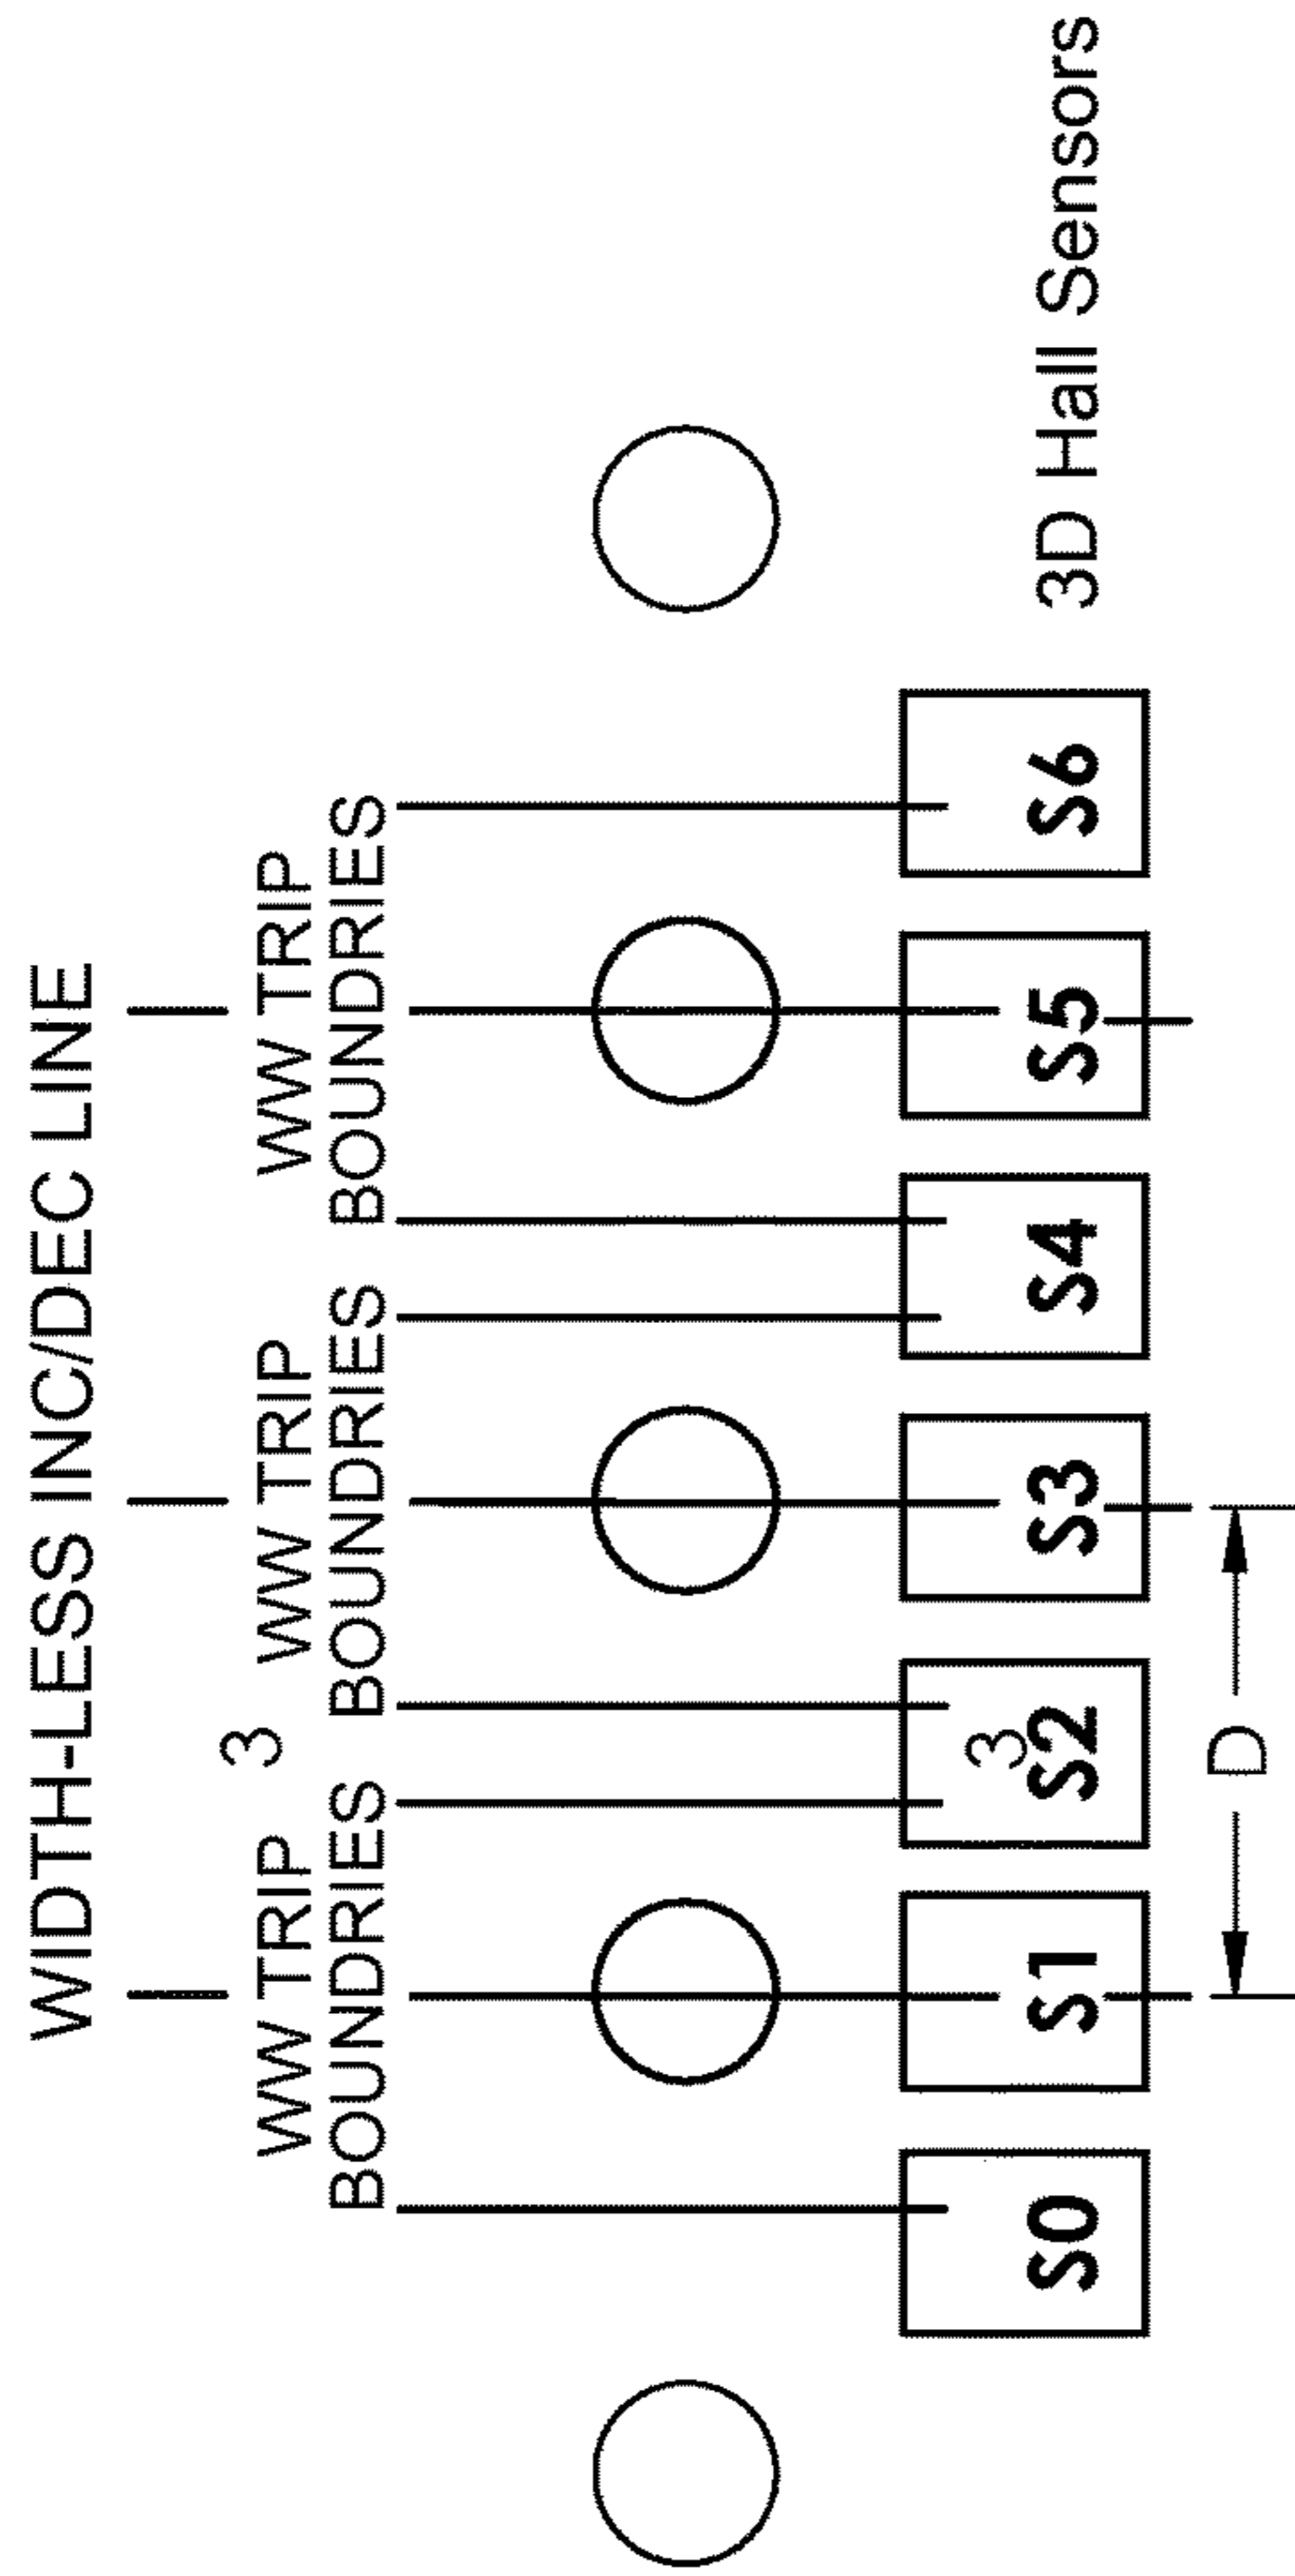 WIDTH-LESS INC/DEC LINE
3
WW TRIP
BOUNDRIES
WW TRIP
BOUNDRIES
WW TRIP
BOUNDRIES
3
S0
S1
S2
S3
S4
S5
S6
3D Hall Sensors
D